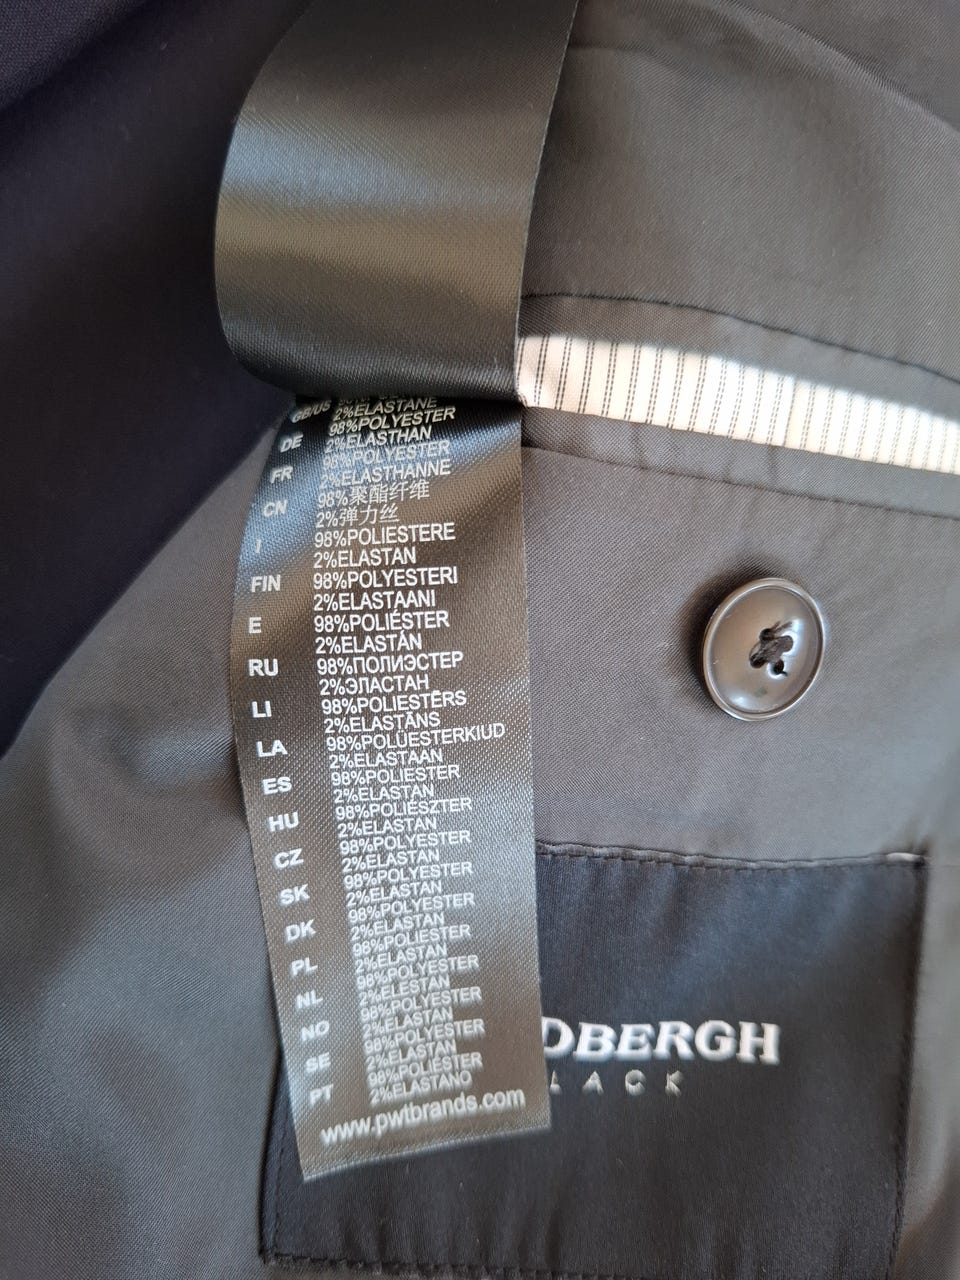 GB/US
2%ELASTANE
DE 98%POLYESTER
2%ELASTHAN
FR 98%POLYESTER
2%ELASTHANNE
CN 98%聚酯纤维
2%弹力丝
I 98%POLIESTERE
2%ELASTAN
FIN 98%POLYESTERI
2%ELASTAANI
E 98%POLIÉSTER
2%ELASTÁN
RU 98%ПОЛИЭСТЕР
2%ЭЛАСТАН
LI 98%POLIESTĒRS
2%ELASTĀNS
LA 98%POLÜESTERKIUD
2%ELASTAAN
ES 98%POLIESTER
2%ELASTAN
HU 98%POLIÉSZTER
2%ELASTAN
CZ 98%POLYESTER
2%ELASTAN
SK 98%POLYESTER
2%ELASTAN
DK 98%POLYESTER
2%ELASTAN
PL 98%POLIESTER
2%ELASTAN
NL 98%POLYESTER
2%ELESTAN
NO 98%POLYESTER
2%ELASTAN
SE 98%POLYESTER
2%ELASTAN
PT 98%POLIÉSTER
2%ELASTANO
www.pwtbrands.com
DBERGH
LACK